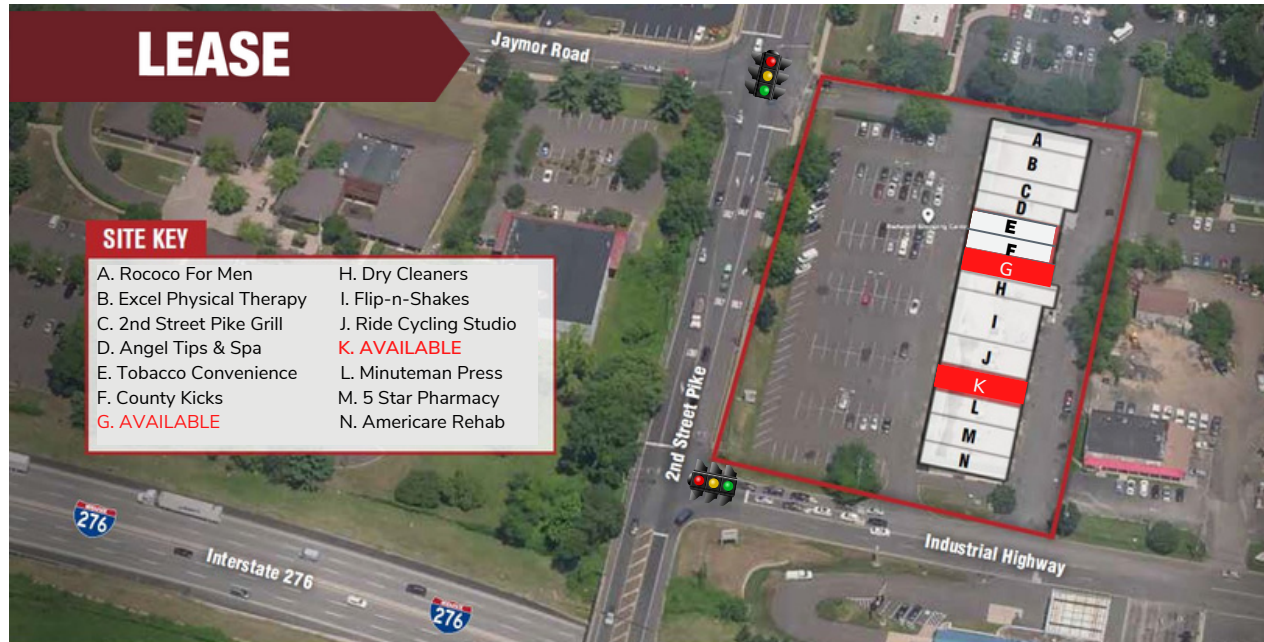 LEASE
Jaymor Road
SITE KEY
A. Rococo For Men
B. Excel Physical Therapy
C. 2nd Street Pike Grill
D. Angel Tips & Spa
E. Tobacco Convenience
F. County Kicks
G. AVAILABLE
H. Dry Cleaners
I. Flip-n-Shakes
J. Ride Cycling Studio
K. AVAILABLE
L. Minuteman Press
M. 5 Star Pharmacy
N. Americare Rehab
A
B
C
D
E
F
G
H
I
J
K
L
M
N
2nd Street Pike
Industrial Highway
Interstate 276
276
276